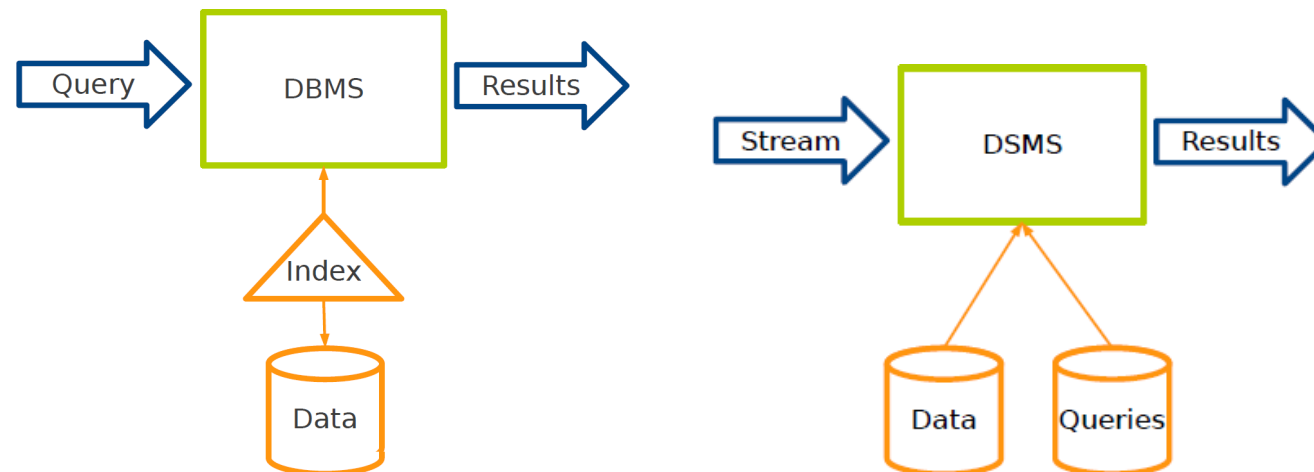 Query
DBMS
Results
Index
Data
Stream
DSMS
Results
Data
Queries